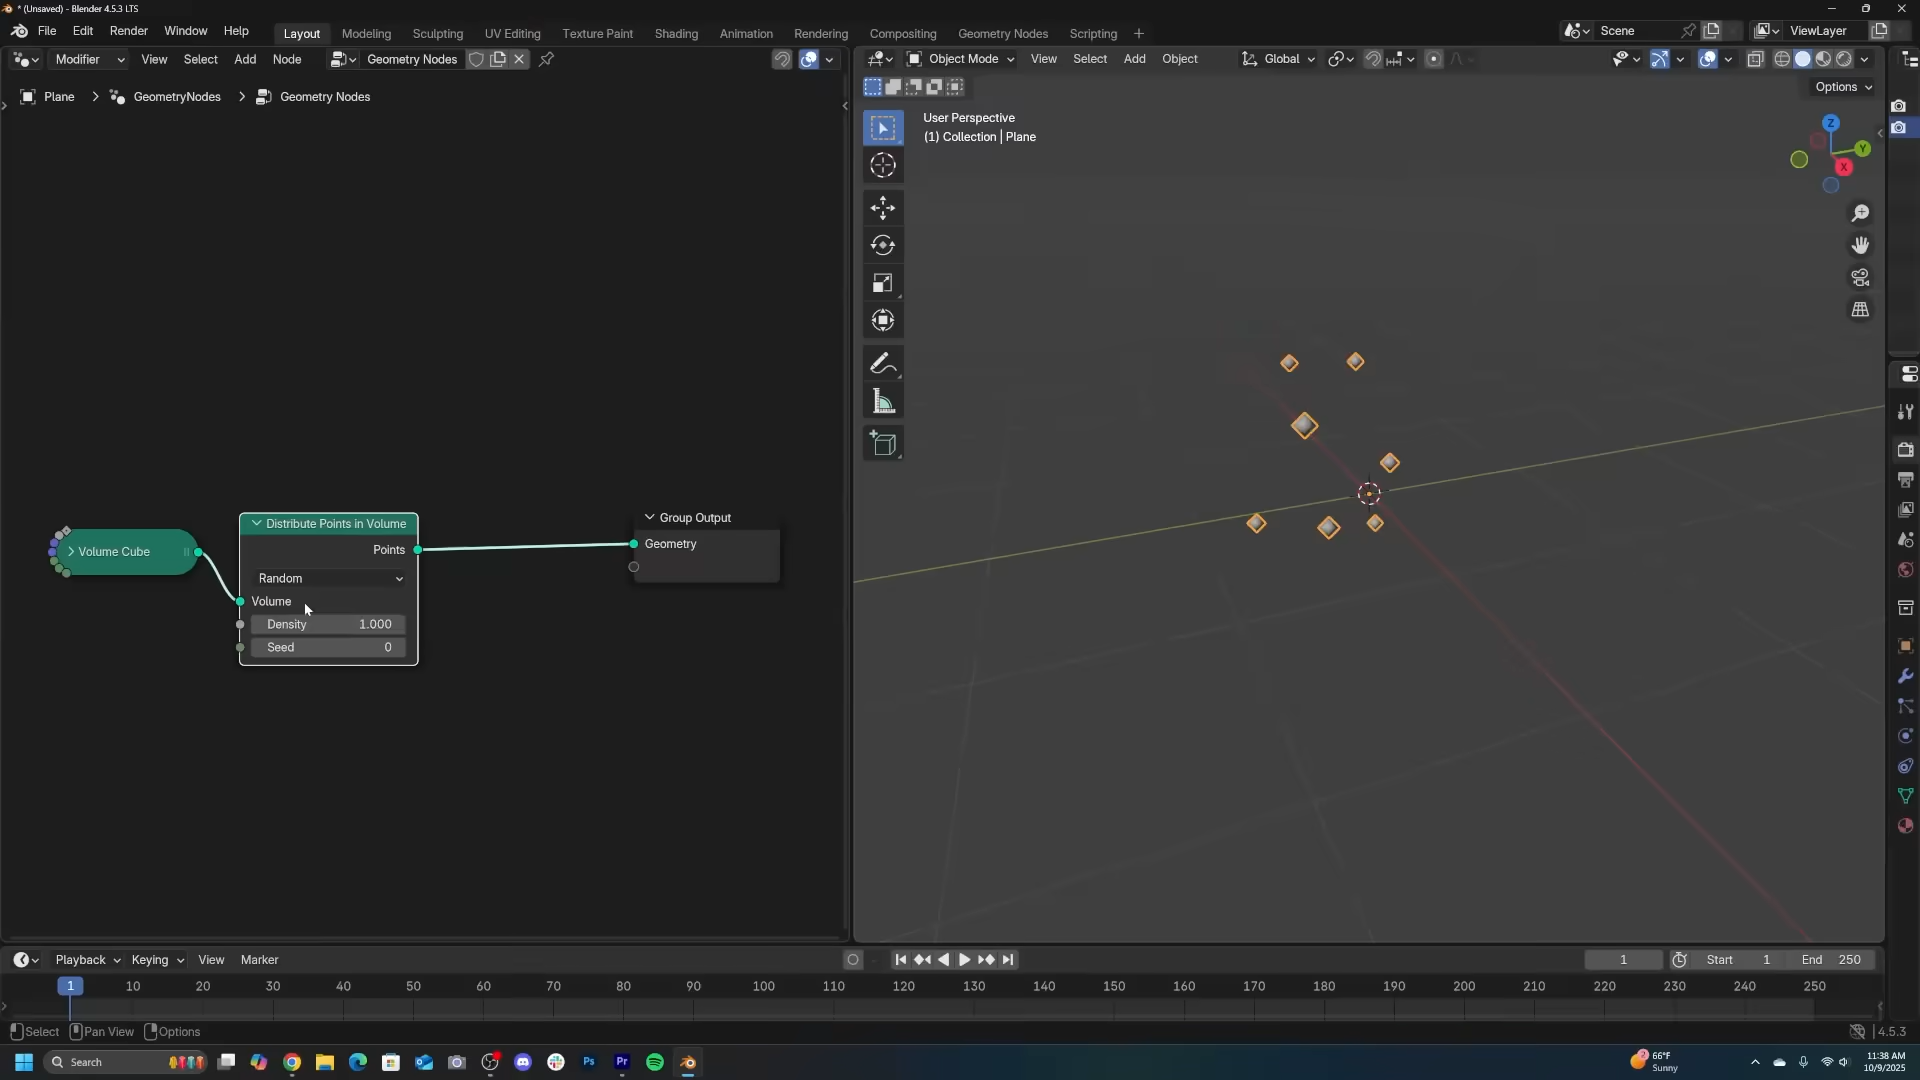 * (Unsaved) - Blender 4.5.3 LTS
File Edit Render Window Help Layout Modeling Sculpting UV Editing Texture Paint Shading Animation Rendering Compositing Geometry Nodes Scripting + Scene ViewLayer
Modifier View Select Add Node Geometry Nodes
Object Mode View Select Add Object Global
Options
Plane > GeometryNodes > Geometry Nodes
User Perspective
(1) Collection | Plane
Z
Y
X
Volume Cube
Distribute Points in Volume
Points
Random
Volume
Density 1.000
Seed 0
Group Output
Geometry
Playback Keying View Marker 1 Start 1 End 250
1 10 20 30 40 50 60 70 80 90 100 110 120 130 140 150 160 170 180 190 200 210 220 230 240 250
Select Pan View Options 4.5.3
Search
Ps
Pr
2
66°F
Sunny
11:38 AM
10/9/2025